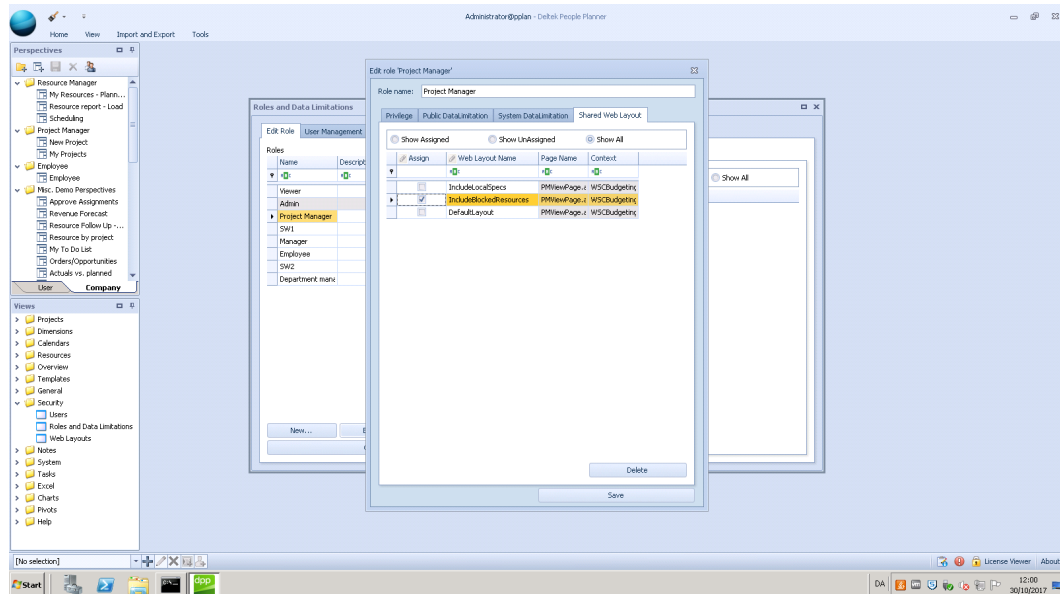 Administrator@pplan - Deltek People Planner
Home View Import and Export Tools
Perspectives
Resource Manager
My Resources - Plann...
Resource report - Load
Scheduling
Project Manager
New Project
My Projects
Employee
Employee
Misc. Demo Perspectives
Approve Assignments
Revenue Forecast
Resource Follow Up -...
Resource by project
My To Do List
Orders/Opportunities
Actuals vs. planned
User Company
Views
Projects
Dimensions
Calendars
Resources
Overview
Templates
General
Security
Users
Roles and Data Limitations
Web Layouts
Notes
System
Tasks
Excel
Charts
Pivots
Help
Roles and Data Limitations
Edit Role User Management
Roles
Name Descript
Viewer
Admin
Project Manager
SW1
Manager
Employee
SW2
Department mana
New...
Show All
Edit role 'Project Manager'
Role name: Project Manager
Privilege Public DataLimitation System DataLimitation Shared Web Layout
Show Assigned Show UnAssigned Show All
Assign Web Layout Name Page Name Context
IncludeLocalSpecs PMViewPage.a WSCBudgeting
IncludeBlockedResources PMViewPage.a WSCBudgeting
DefaultLayout PMViewPage.a WSCBudgeting
Delete
Save
[No selection]
License Viewer About
Start
dpp
DA
12:00
30/10/2017